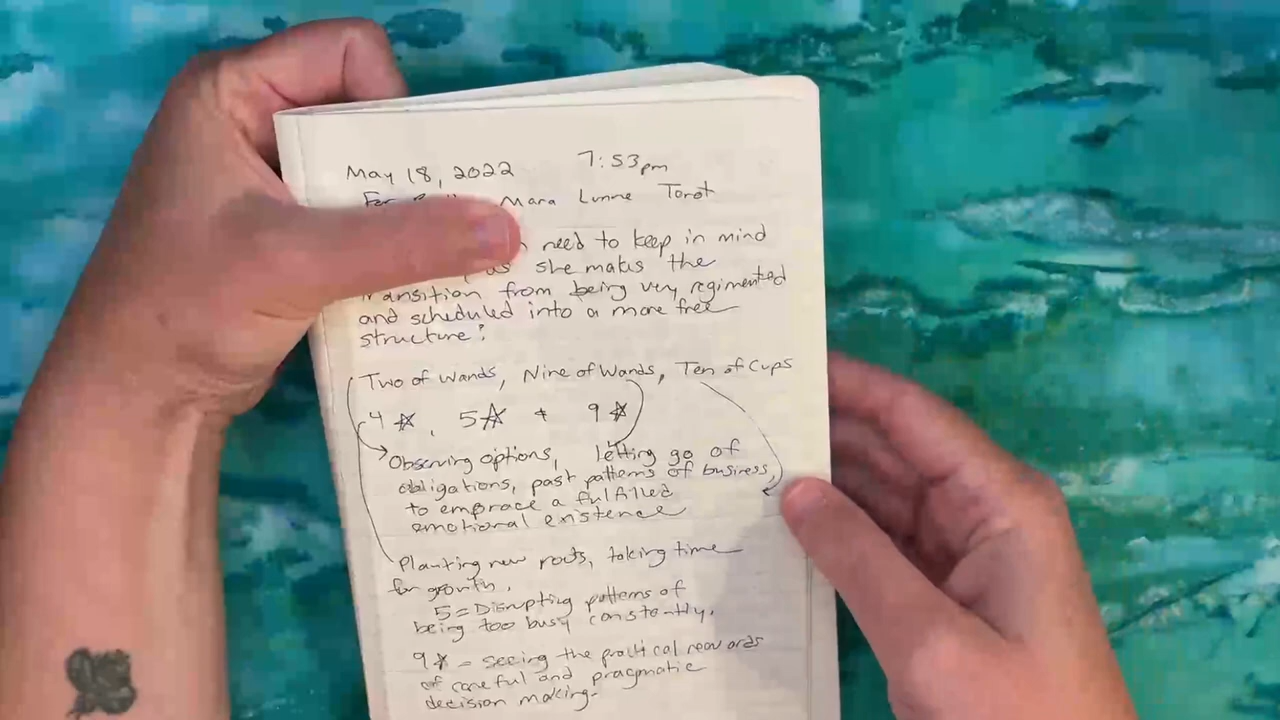 May 18, 2022 7:53pm
For Mara Lunne Tarot
need to keep in mind
as she makes the
transition from being very regimented
and scheduled into a more free
structure?
Two of Wands, Nine of Wands, Ten of Cups
4 ☆, 5☆ + 9 ☆
Observing options, letting go of
obligations, past patterns of business,
to embrace a fulfilled
emotional existence
Planting new roots, taking time
for growth.
5 = Disrupting patterns of
being too busy constantly.
9☆ = seeing the practical rewards
of careful and pragmatic
decision making.